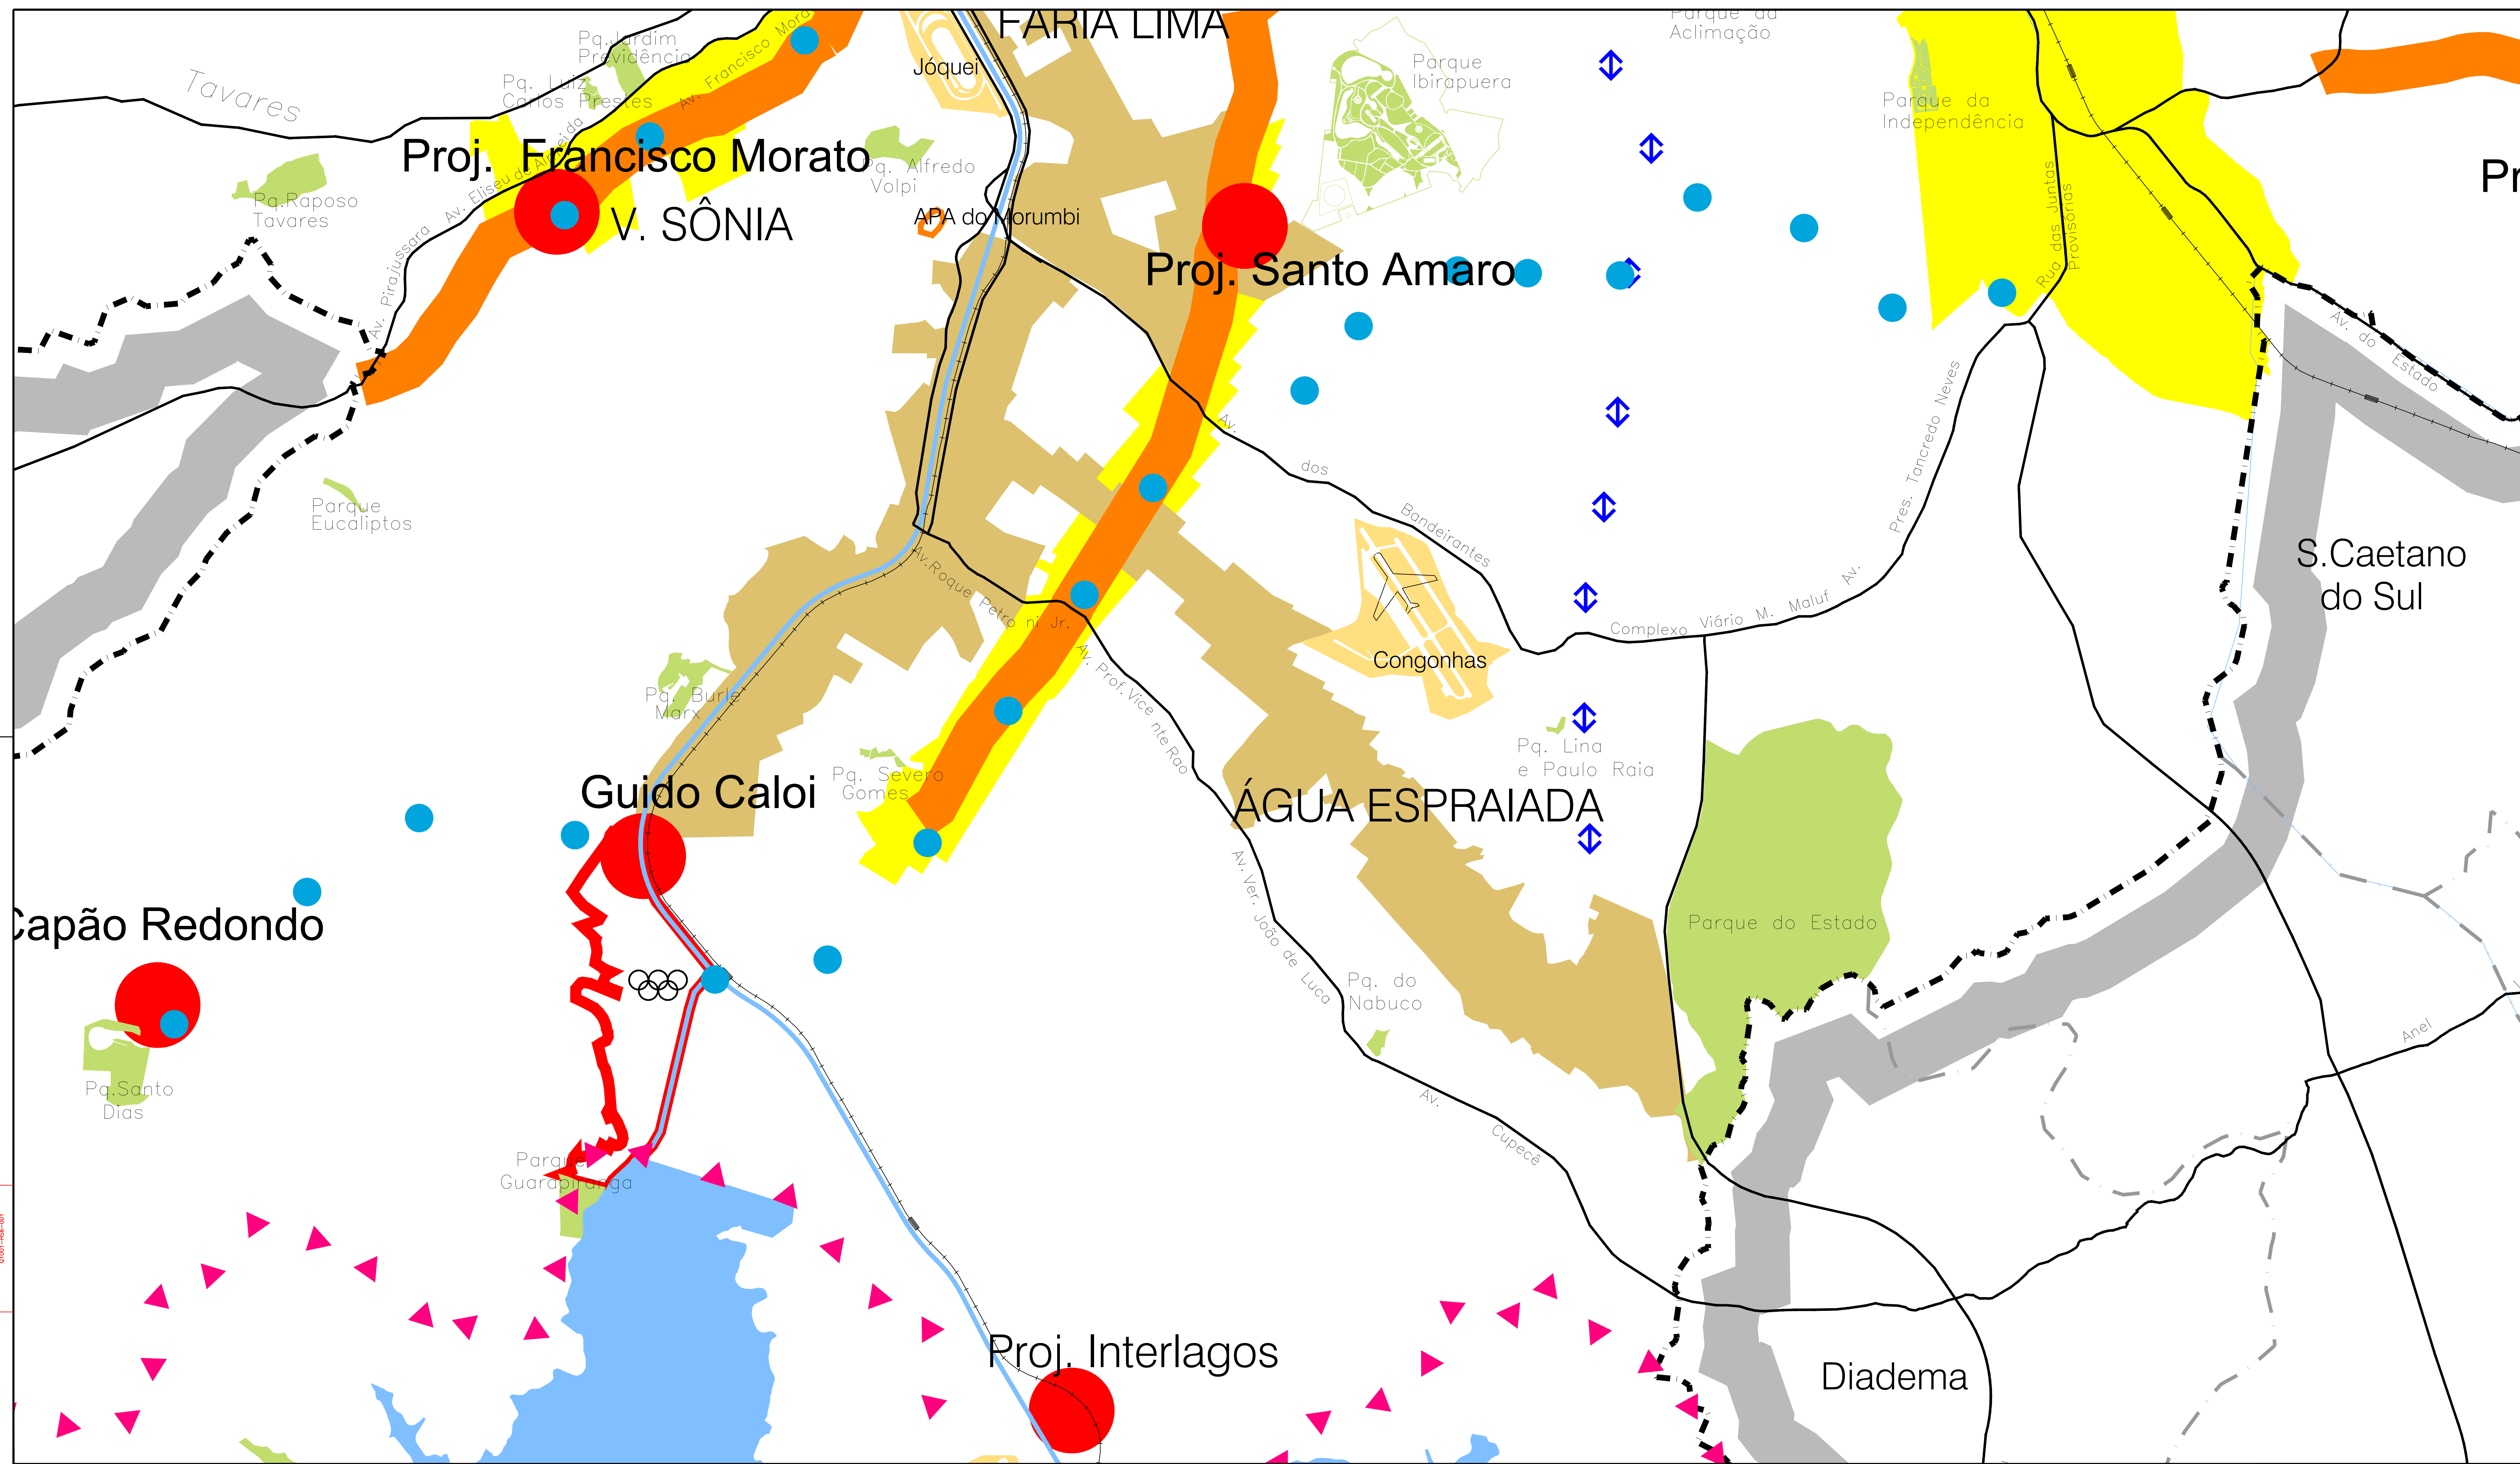 FARIA LIMA
Parque da
Aclimação
Pq.Jardim
Previdência
Av. Francisco Mora
Jóquei
Parque
Ibirapuera
Tavares
Pq. Luiz
Carlos Prestes
Parque da
Independência
Proj. Francisco Morato
Pq. Alfredo
Volpi
Av. Eliseu de Almeida
Pq.Raposo
Tavares
V. SÔNIA
APA do Morumbi
Rua das Juntas
Provisórias
Av. Pirajussara
Proj. Santo Amaro
Av. do Estado
Av. dos Bandeirantes
Pres. Tancredo Neves
Parque
Eucaliptos
S.Caetano
do Sul
Av.Roque Petro ni Jr.
Complexo Viário M. Maluf Av.
Congonhas
Av. Prof.Vice nte Rao
Pq. Burle
Marx
Pq. Lina
e Paulo Raia
Pq. Severo
Gomes
Guido Caloi
ÁGUA ESPRAIADA
Capão Redondo
Av.Ver. João de Luca
Parque do Estado
Pq. do
Nabuco
Anel
Pq.Santo
Dias
Av. Cupecê
Parque
Guarapiranga
Proj. Interlagos
Diadema